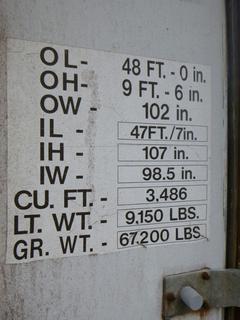 OL- 48 FT. - 0 in.
OH- 9 FT. - 6 in.
OW - 102 in.
IL - 47FT./7in.
IH - 107 in.
IW - 98.5 in.
CU. FT. - 3,486
LT. WT. - 9,150 LBS.
GR. WT. - 67,200 LBS